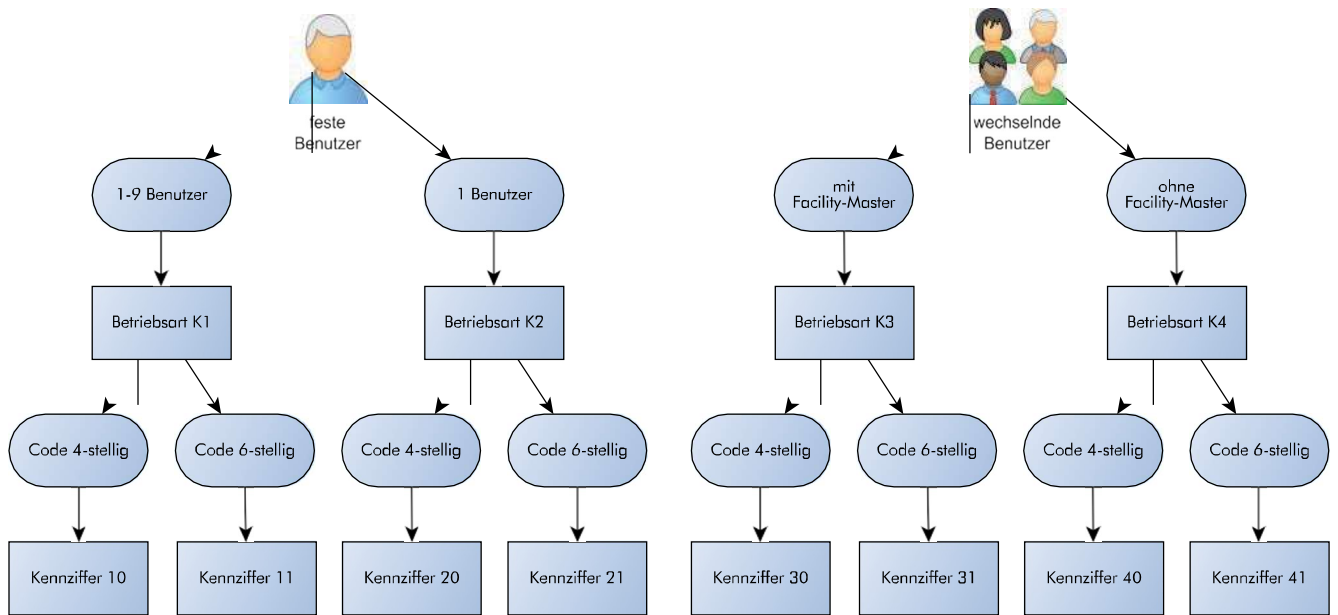 feste
Benutzer
wechselnde
Benutzer
1-9 Benutzer
1 Benutzer
mit
Facility-Master
ohne
Facility-Master
Betriebsart K1
Betriebsart K2
Betriebsart K3
Betriebsart K4
Code 4-stellig
Code 6-stellig
Code 4-stellig
Code 6-stellig
Code 4-stellig
Code 6-stellig
Code 4-stellig
Code 6-stellig
Kennziffer 10
Kennziffer 11
Kennziffer 20
Kennziffer 21
Kennziffer 30
Kennziffer 31
Kennziffer 40
Kennziffer 41